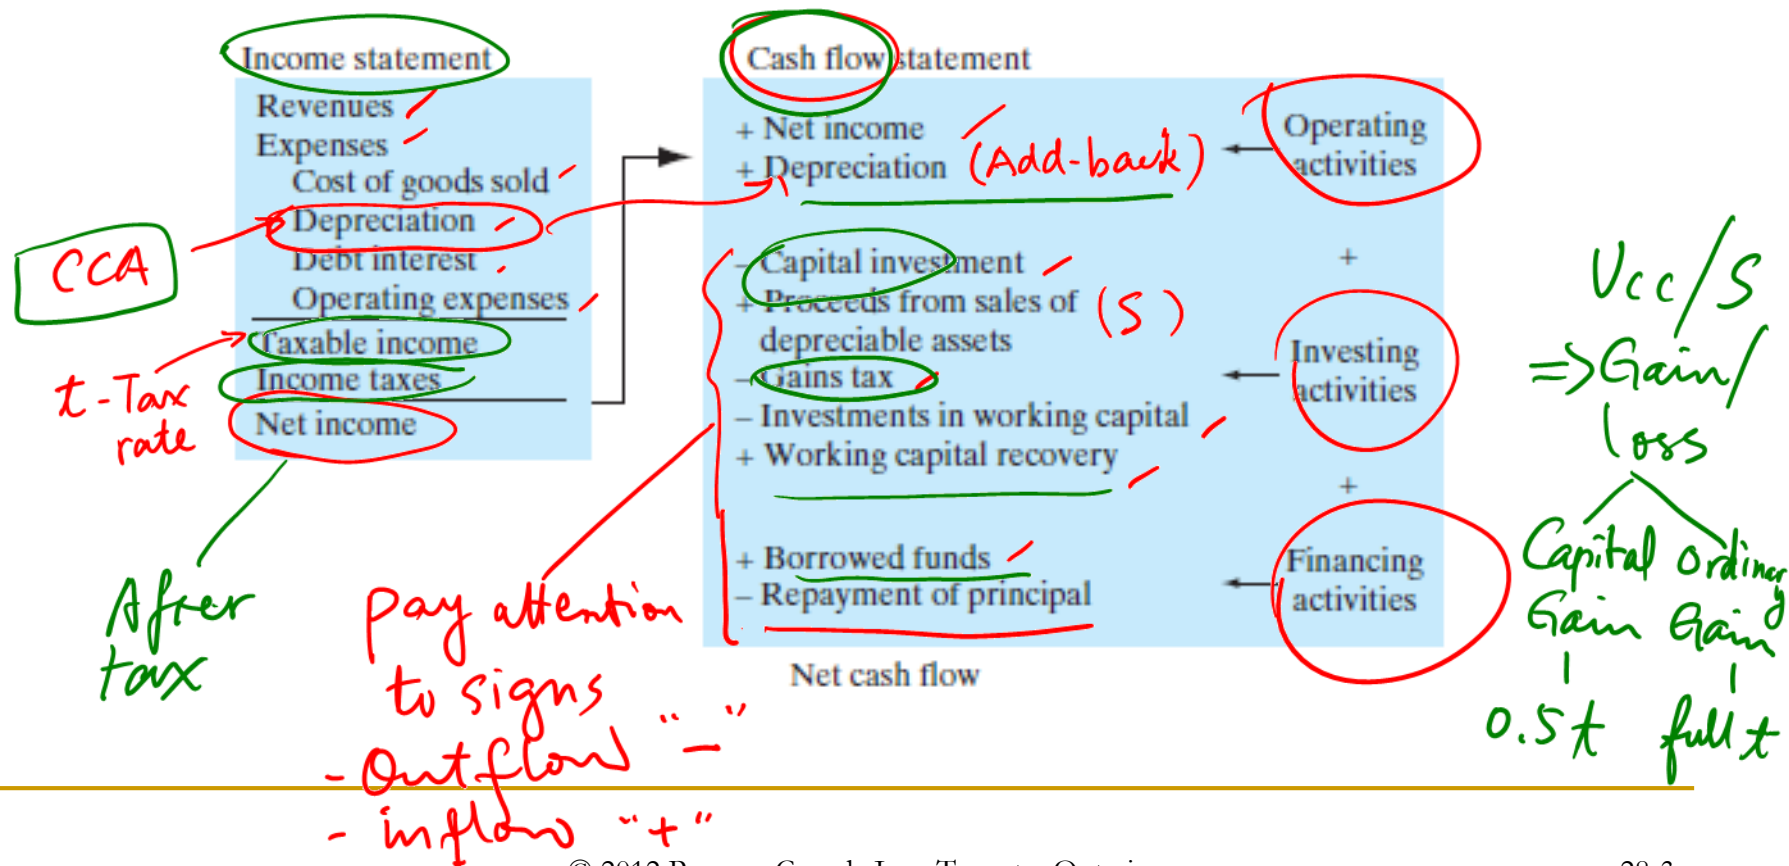 Income statement
Revenues
Expenses
Cost of goods sold
Depreciation
Debt interest
Operating expenses
Taxable income
Income taxes
Net income
CCA
t - Tax
rate
After
tax
Cash flow statement
+ Net income
+ Depreciation (Add-back)
– Capital investment
+ Proceeds from sales of
depreciable assets (S)
– Gains tax
– Investments in working capital
+ Working capital recovery
+ Borrowed funds
– Repayment of principal
Net cash flow
Operating
activities
+
Investing
activities
+
Financing
activities
pay attention
to signs
- Outflow "–"
- inflow "+"
Ucc/S
=> Gain/
loss
Capital Ordinary
Gain Gain
0.5t full t
28-3